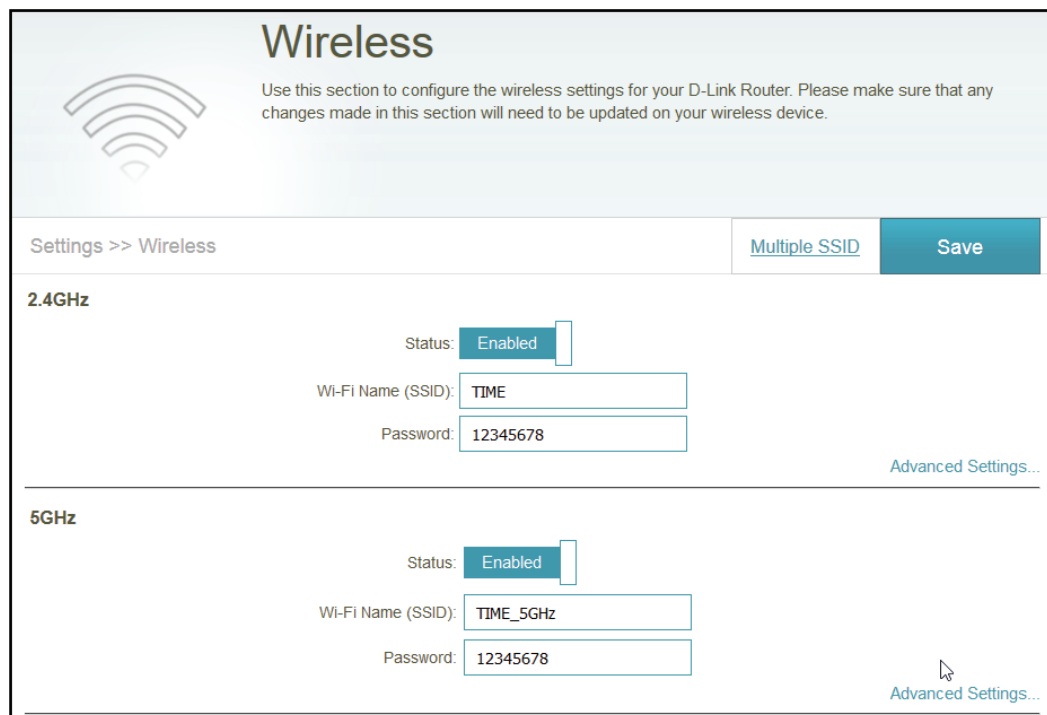 Wireless
Use this section to configure the wireless settings for your D-Link Router. Please make sure that any
changes made in this section will need to be updated on your wireless device.
Settings >> Wireless
Multiple SSID
Save
2.4GHz
Status: Enabled
Wi-Fi Name (SSID): TIME
Password: 12345678
Advanced Settings...
5GHz
Status: Enabled
Wi-Fi Name (SSID): TIME_5GHz
Password: 12345678
Advanced Settings...